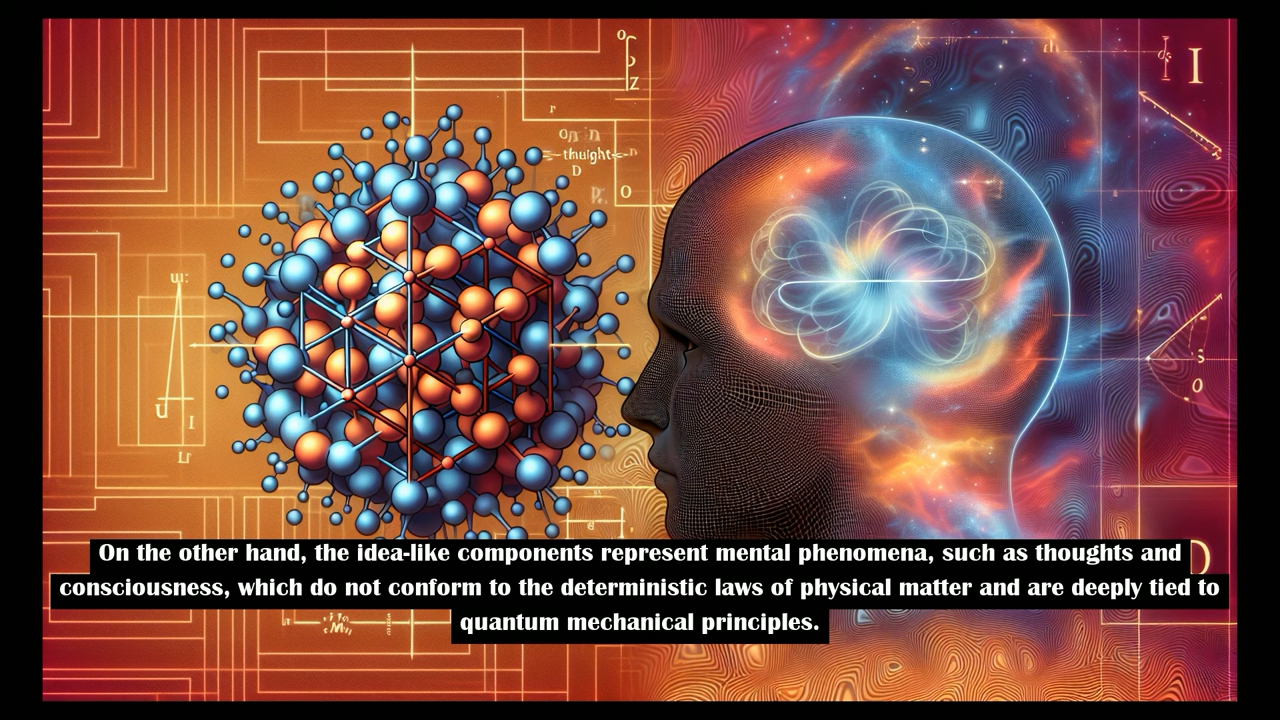 thuight
I
On the other hand, the idea-like components represent mental phenomena, such as thoughts and
consciousness, which do not conform to the deterministic laws of physical matter and are deeply tied to
quantum mechanical principles.